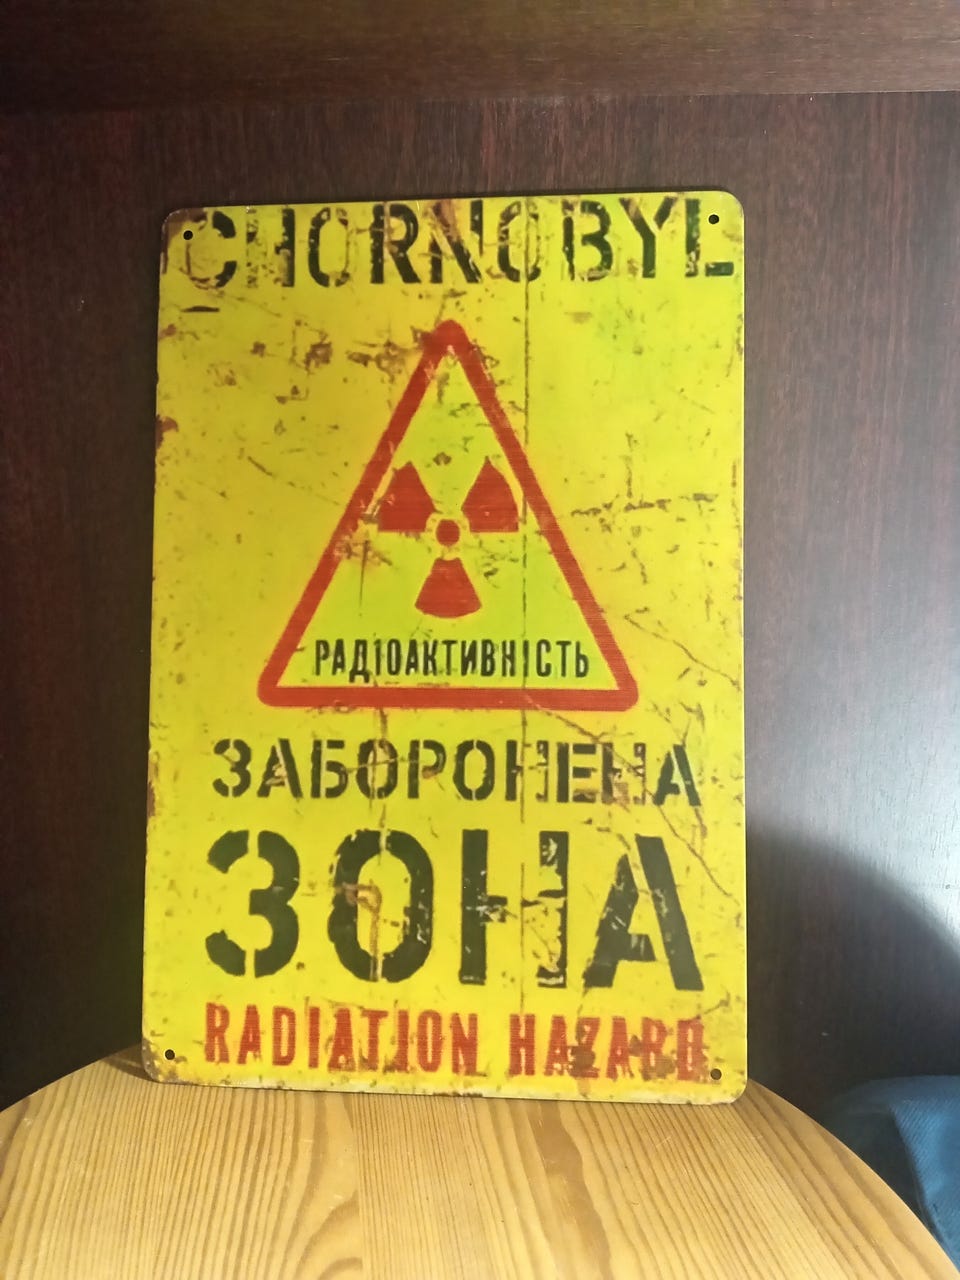 CHORNOBYL
РАДІОАКТИВНІСТЬ
ЗАБОРОНЕНА
ЗОНА
RADIATION HAZARD